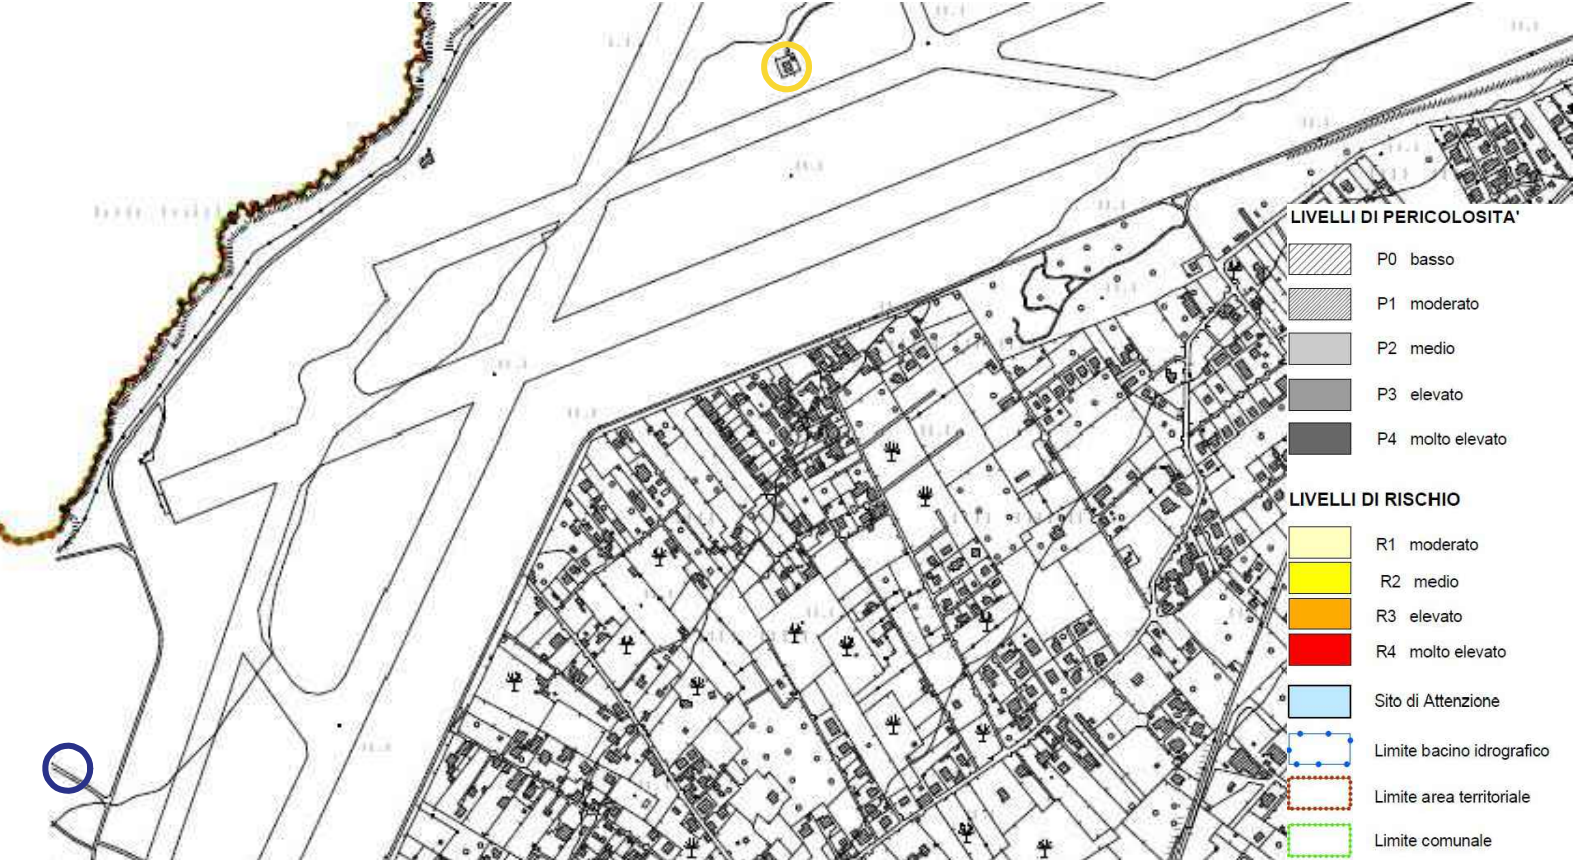 LIVELLI DI PERICOLOSITA'
P0 basso
P1 moderato
P2 medio
P3 elevato
P4 molto elevato
LIVELLI DI RISCHIO
R1 moderato
R2 medio
R3 elevato
R4 molto elevato
Sito di Attenzione
Limite bacino idrografico
Limite area territoriale
Limite comunale